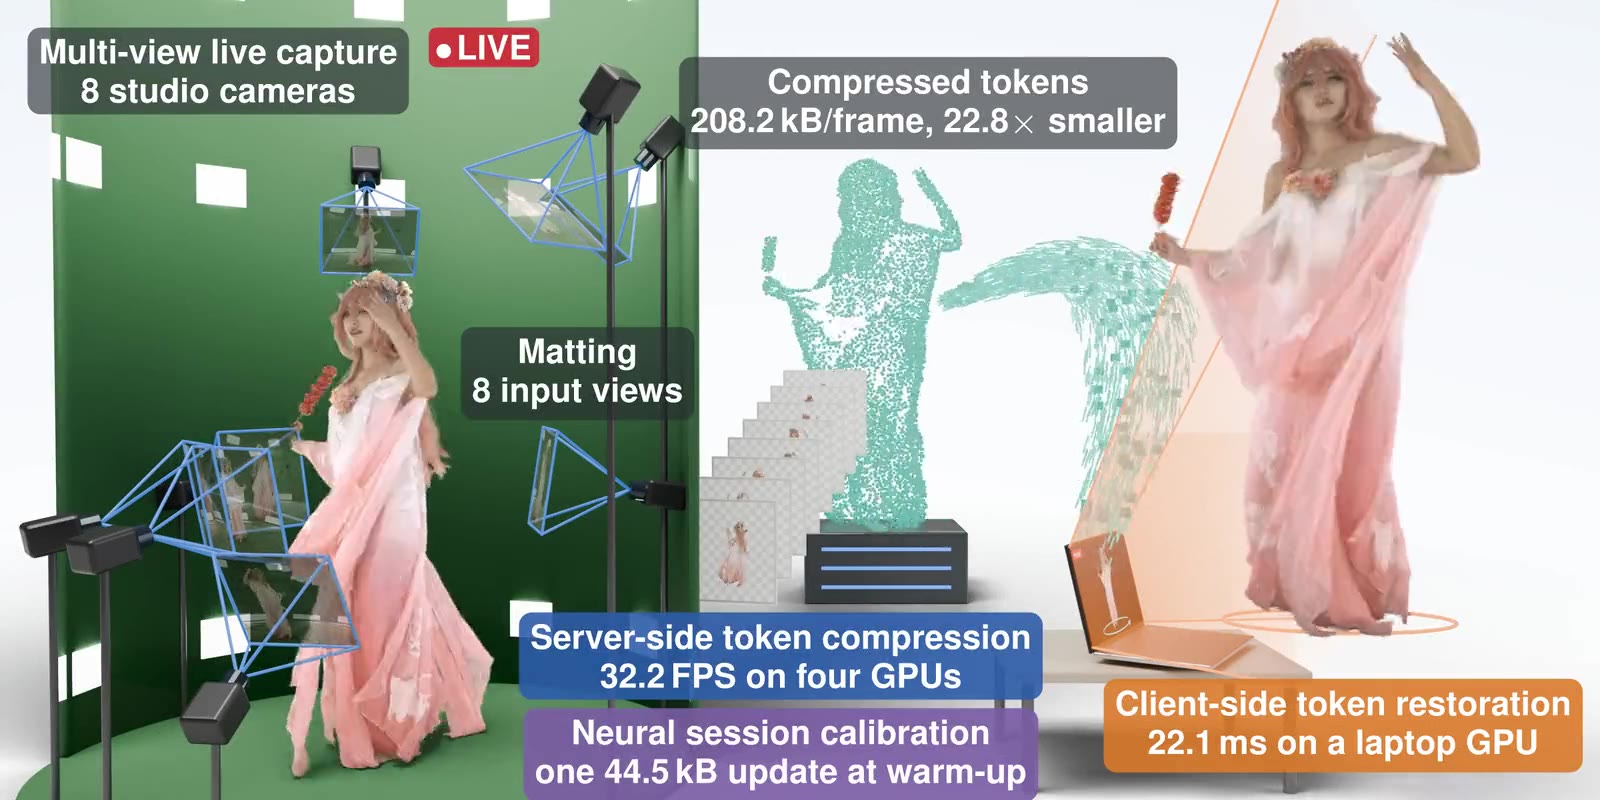 Multi-view live capture
8 studio cameras
LIVE
Compressed tokens
208.2 kB/frame, 22.8× smaller
Matting
8 input views
Server-side token compression
32.2 FPS on four GPUs
Neural session calibration
one 44.5 kB update at warm-up
Client-side token restoration
22.1 ms on a laptop GPU